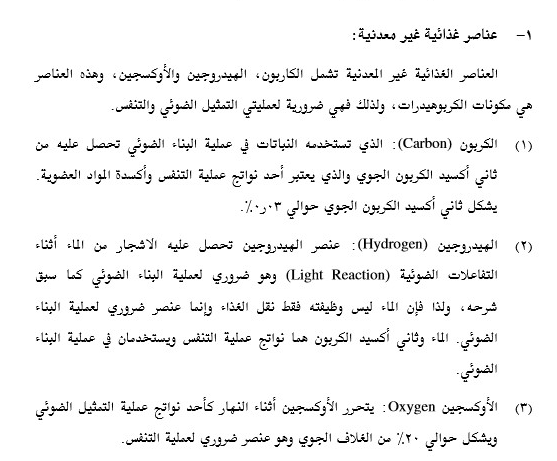 ١- عناصر غذائية غير معدنية:
العناصر الغذائية غير المعدنية تشمل الكاربون، الهيدروجين والأوكسجين، وهذه العناصر
هي مكونات الكربوهيدرات، ولذلك فهي ضرورية لعمليتي التمثيل الضوئي والتنفس.
(١) الكربون (Carbon): الذي تستخدمه النباتات في عملية البناء الضوئي تحصل عليه من
ثاني أكسيد الكربون الجوي والذي يعتبر أحد نواتج عملية التنفس وأكسدة المواد العضوية.
يشكل ثاني أكسيد الكربون الجوي حوالي ٠٫٠٣٪.
(٢) الهيدروجين (Hydrogen): عنصر الهيدروجين تحصل عليه الاشجار من الماء أثناء
التفاعلات الضوئية (Light Reaction) وهو ضروري لعملية البناء الضوئي كما سبق
شرحه، ولذا فإن الماء ليس وظيفته فقط نقل الغذاء وإنما عنصر ضروري لعملية البناء
الضوئي. الماء وثاني أكسيد الكربون هما نواتج عملية التنفس ويستخدمان في عملية البناء
الضوئي.
(٣) الأوكسجين Oxygen: يتحرر الأوكسجين أثناء النهار كأحد نواتج عملية التمثيل الضوئي
ويشكل حوالي ٢٠٪ من الغلاف الجوي وهو عنصر ضروري لعملية التنفس.